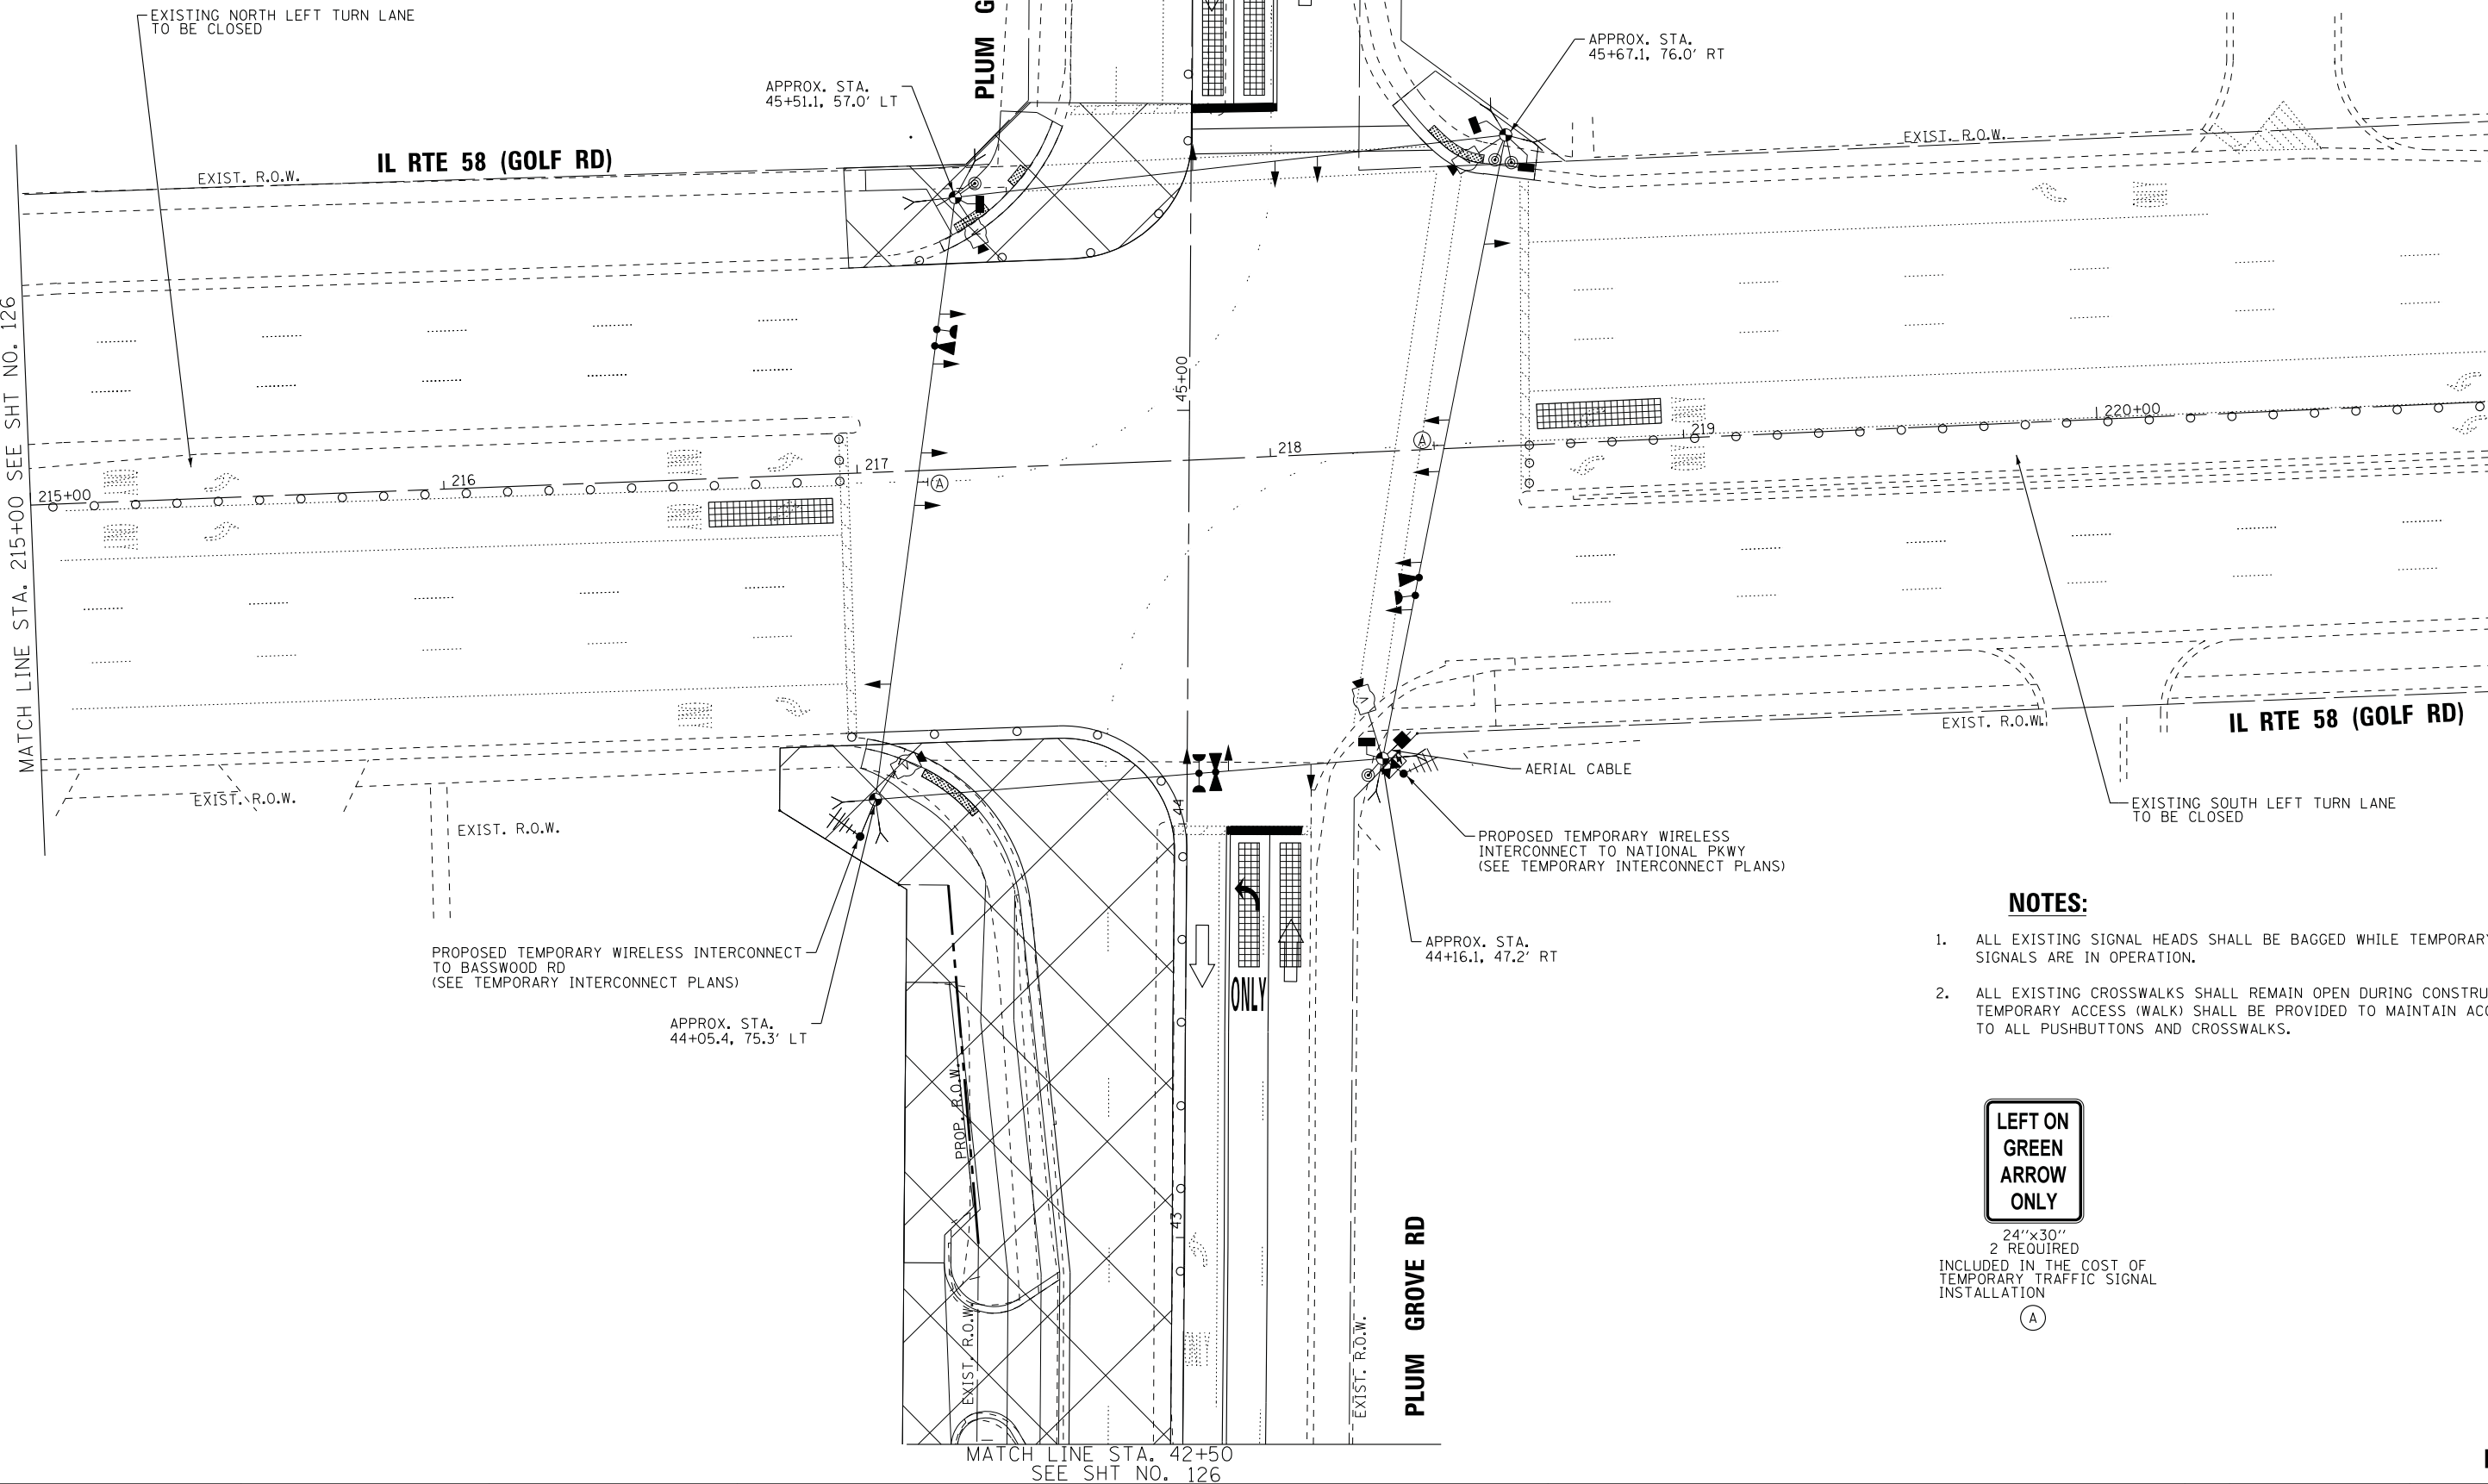 EXISTING NORTH LEFT TURN LANE
TO BE CLOSED
PLUM G
APPROX. STA.
45+51.1, 57.0' LT
APPROX. STA.
45+67.1, 76.0' RT
IL RTE 58 (GOLF RD)
EXIST. R.O.W.
EXIST. R.O.W.
MATCH LINE STA. 215+00 SEE SHT NO. 126
45+00
215+00
216
217
218
219
220+00
A
A
44
43
EXIST. R.O.W.
EXIST. R.O.W.
EXIST. R.O.W.
IL RTE 58 (GOLF RD)
AERIAL CABLE
EXISTING SOUTH LEFT TURN LANE
TO BE CLOSED
PROPOSED TEMPORARY WIRELESS
INTERCONNECT TO NATIONAL PKWY
(SEE TEMPORARY INTERCONNECT PLANS)
PROPOSED TEMPORARY WIRELESS INTERCONNECT
TO BASSWOOD RD
(SEE TEMPORARY INTERCONNECT PLANS)
APPROX. STA.
44+05.4, 75.3' LT
APPROX. STA.
44+16.1, 47.2' RT
ONLY
PROP. R.O.W.
EXIST. R.O.W.
EXIST. R.O.W.
PLUM GROVE RD
NOTES:
1. ALL EXISTING SIGNAL HEADS SHALL BE BAGGED WHILE TEMPORARY
SIGNALS ARE IN OPERATION.
2. ALL EXISTING CROSSWALKS SHALL REMAIN OPEN DURING CONSTRU
TEMPORARY ACCESS (WALK) SHALL BE PROVIDED TO MAINTAIN ACC
TO ALL PUSHBUTTONS AND CROSSWALKS.
LEFT ON
GREEN
ARROW
ONLY
24''x30''
2 REQUIRED
INCLUDED IN THE COST OF
TEMPORARY TRAFFIC SIGNAL
INSTALLATION
A
MATCH LINE STA. 42+50
SEE SHT NO. 126